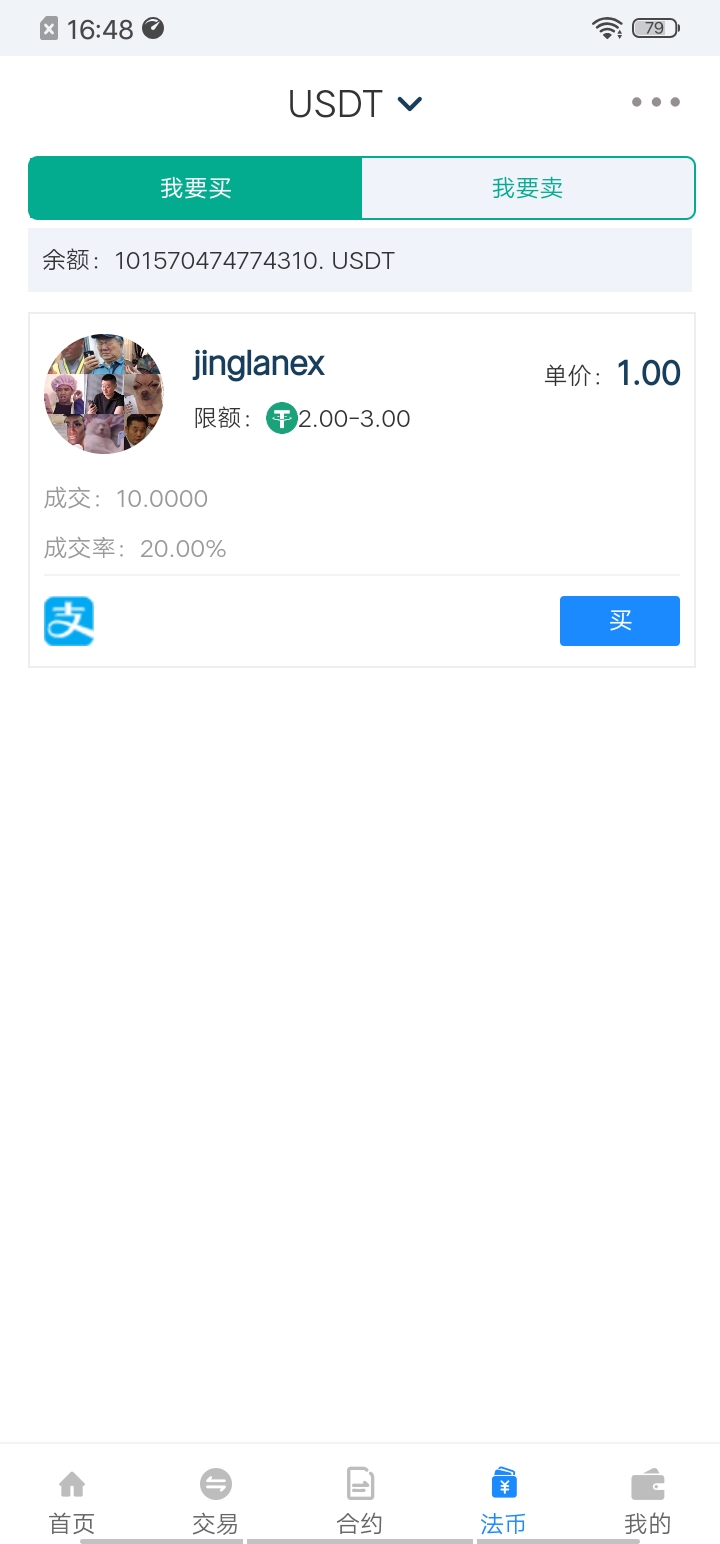 16:48
79
USDT
我要买 我要卖
余额：101570474774310. USDT
jinglanex
单价：1.00
限额：2.00-3.00
成交：10.0000
成交率：20.00%
支 买
首页 交易 合约 法币 我的